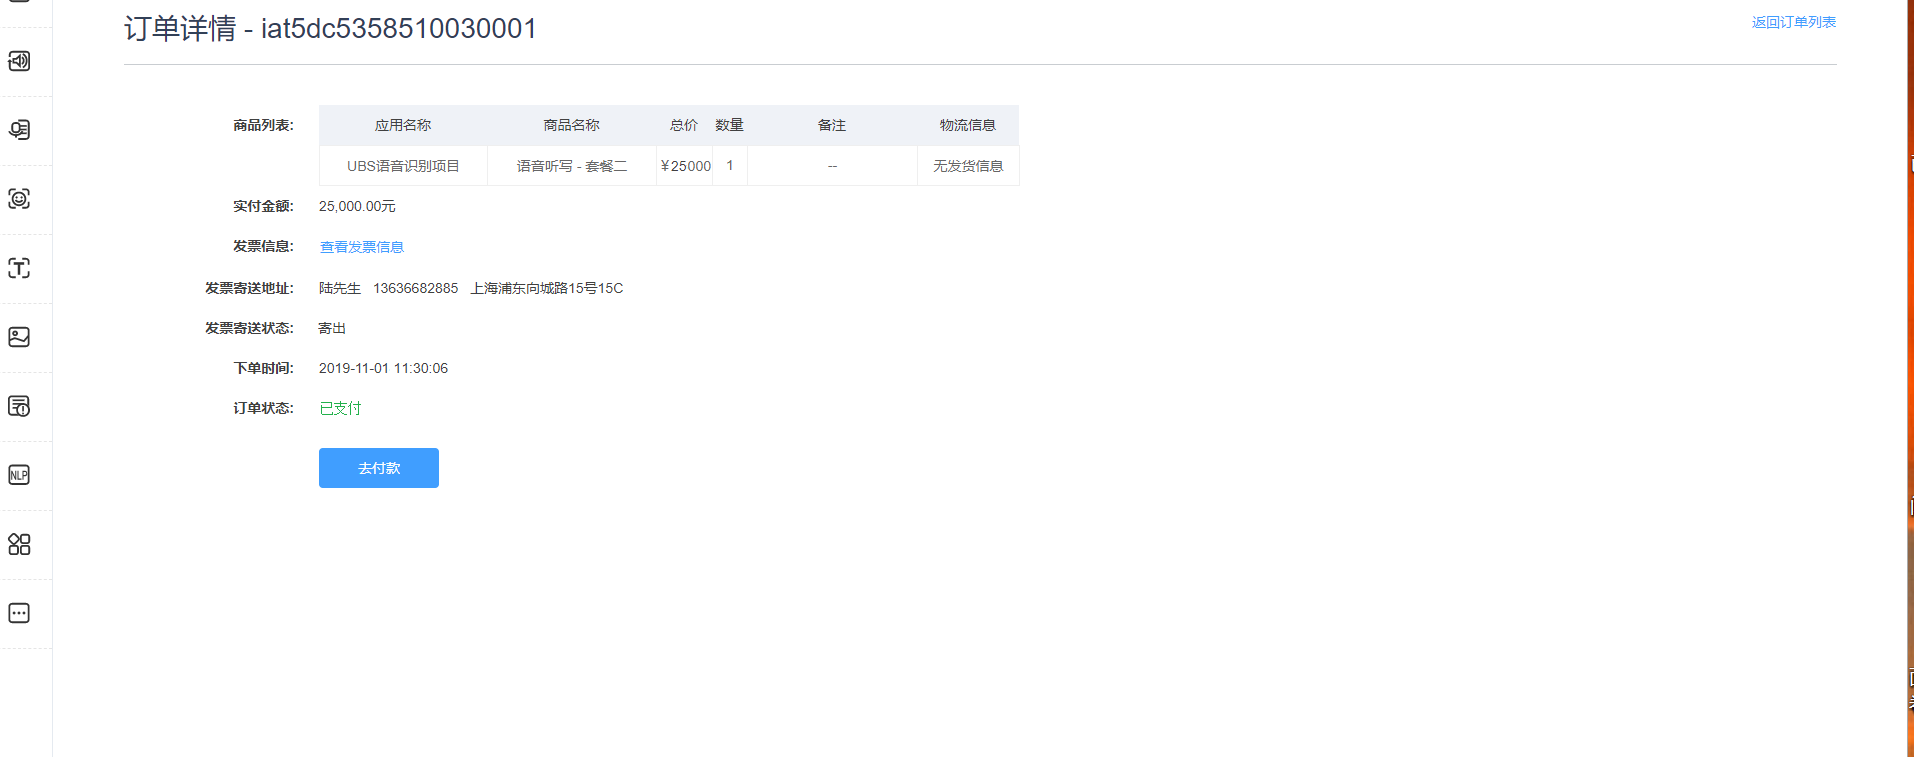 订单详情 - iat5dc5358510030001
返回订单列表
商品列表: 应用名称 商品名称 总价 数量 备注 物流信息
UBS语音识别项目 语音听写 - 套餐二 ¥25000 1 -- 无发货信息
实付金额: 25,000.00元
发票信息: 查看发票信息
发票寄送地址: 陆先生 13636682885 上海浦东向城路15号15C
发票寄送状态: 寄出
下单时间: 2019-11-01 11:30:06
订单状态: 已支付
去付款
T
NLP